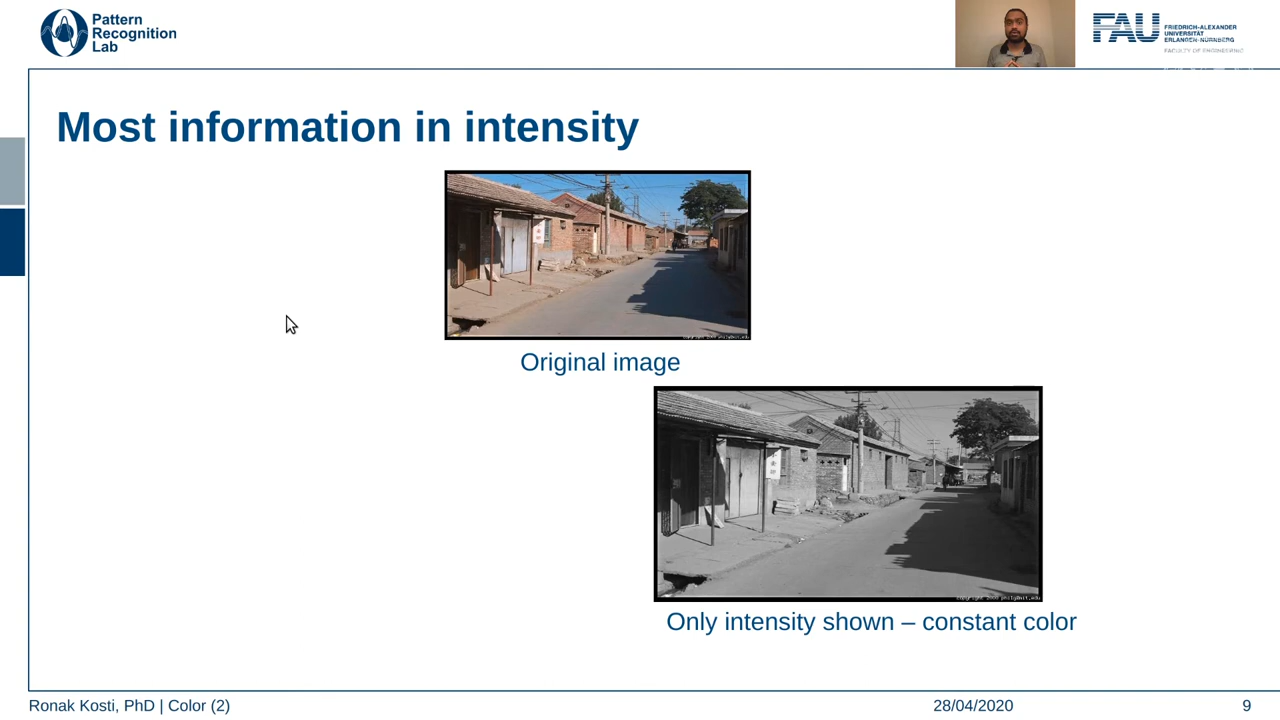 Pattern
Recognition
Lab
FAU
FRIEDRICH-ALEXANDER
UNIVERSITÄT
ERLANGEN-NÜRNBERG
FACULTY OF ENGINEERING
Most information in intensity
Original image
Only intensity shown – constant color
Ronak Kosti, PhD | Color (2)
28/04/2020
9